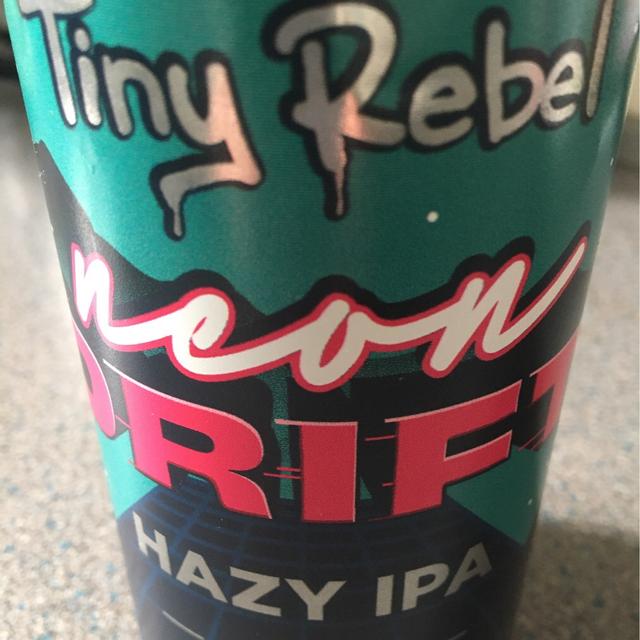 Tiny Rebel
neon
DRIFT
HAZY IPA